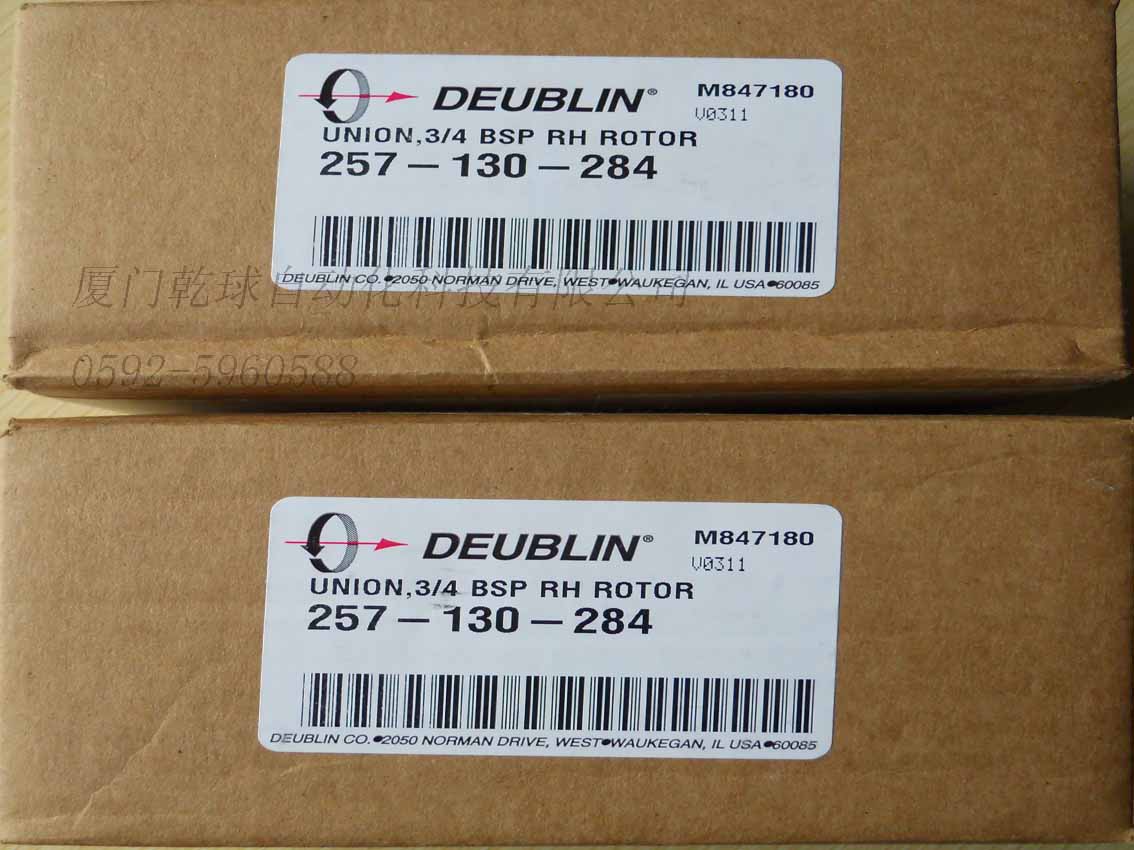 DEUBLIN® M847180
V0311
UNION,3/4 BSP RH ROTOR
257-130-284
DEUBLIN CO.•2050 NORMAN DRIVE, WEST•WAUKEGAN, IL USA•60085
厦门乾球自动化科技有限公司
0592-5960588
DEUBLIN® M847180
V0311
UNION,3/4 BSP RH ROTOR
257-130-284
DEUBLIN CO.•2050 NORMAN DRIVE, WEST•WAUKEGAN, IL USA•60085